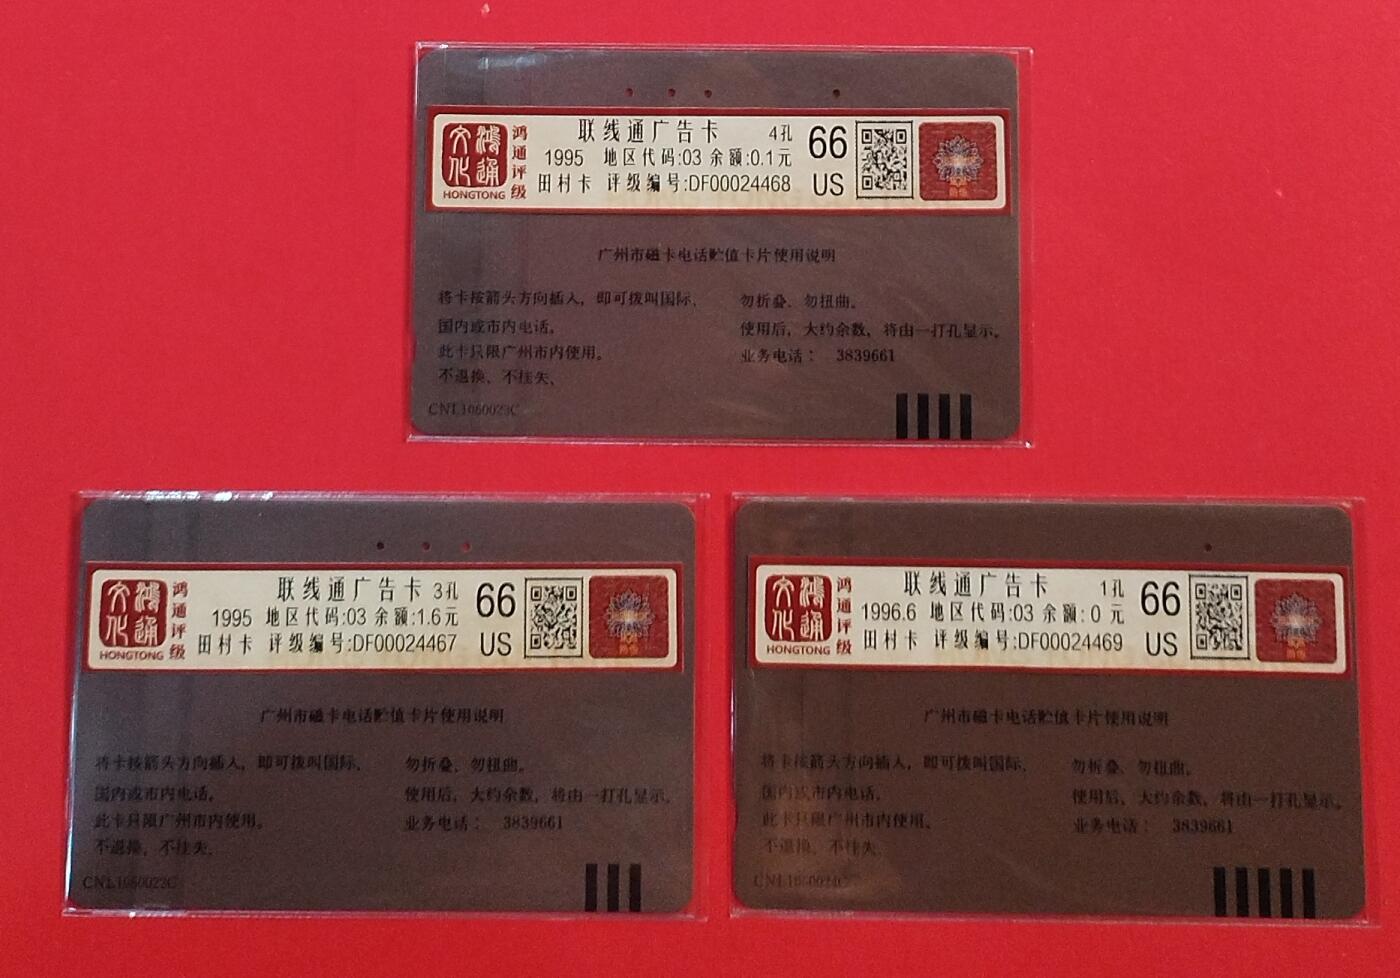 鸿通文化
HONGTONG
鸿通评级
联线通广告卡 4孔
1995 地区代码:03 余额:0.1元
田村卡 评级编号:DF00024468
66
US
广州市磁卡电话贮值卡片使用说明
将卡按箭头方向插入，即可拨叫国际、
国内或市内电话。
此卡只限广州市内使用。
不退换、不挂失、
勿折叠、勿扭曲。
使用后，大约余数，将由一打孔显示。
业务电话： 3839661
鸿通文化
HONGTONG
鸿通评级
联线通广告卡 3孔
1995 地区代码:03 余额:1.6元
田村卡 评级编号:DF00024467
66
US
广州市磁卡电话贮值卡片使用说明
将卡按箭头方向插入，即可拨叫国际、
国内或市内电话。
此卡只限广州市内使用。
不退换、不挂失、
勿折叠、勿扭曲。
使用后，大约余数，将由一打孔显示。
业务电话： 3839661
鸿通文化
HONGTONG
鸿通评级
联线通广告卡 1孔
1996.6 地区代码:03 余额: 0 元
田村卡 评级编号:DF00024469
66
US
广州市磁卡电话贮值卡片使用说明
将卡按箭头方向插入，即可拨叫国际、
国内或市内电话。
此卡只限广州市内使用。
不退换、不挂失、
勿折叠、勿扭曲。
使用后，大约余数，将由一打孔显示。
业务电话： 3839661